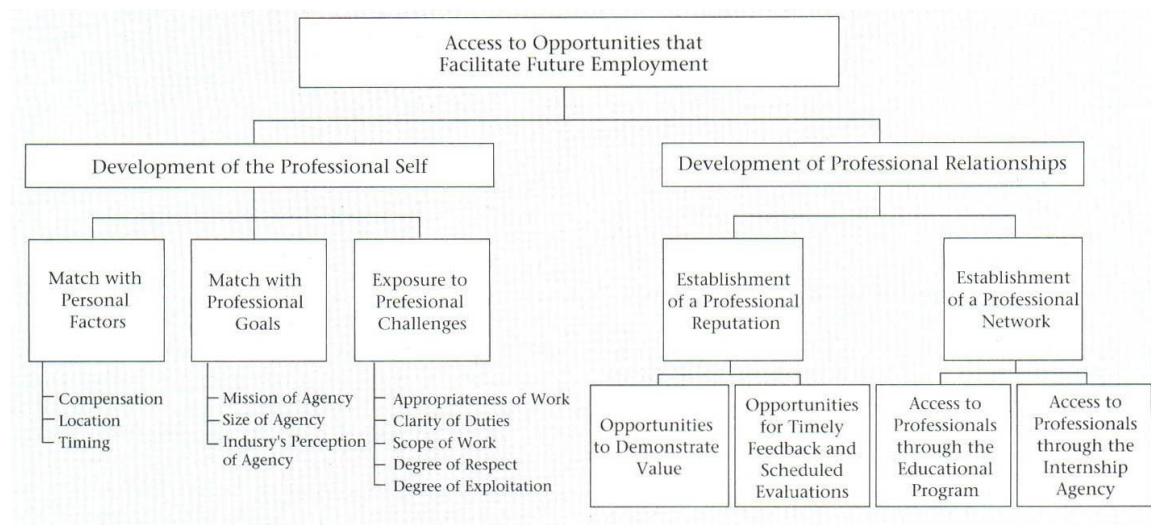 Access to Opportunities that
Facilitate Future Employment
Development of the Professional Self
Development of Professional Relationships
Match with
Personal
Factors
Match with
Professional
Goals
Exposure to
Prefesional
Challenges
Establishment
of a Professional
Reputation
Establishment
of a Professional
Network
Compensation
Location
Timing
Mission of Agency
Size of Agency
Indusry's Perception
of Agency
Appropriateness of Work
Clarity of Duties
Scope of Work
Degree of Respect
Degree of Exploitation
Opportunities
to Demonstrate
Value
Opportunities
for Timely
Feedback and
Scheduled
Evaluations
Access to
Professionals
through the
Educational
Program
Access to
Professionals
through the
Internship
Agency